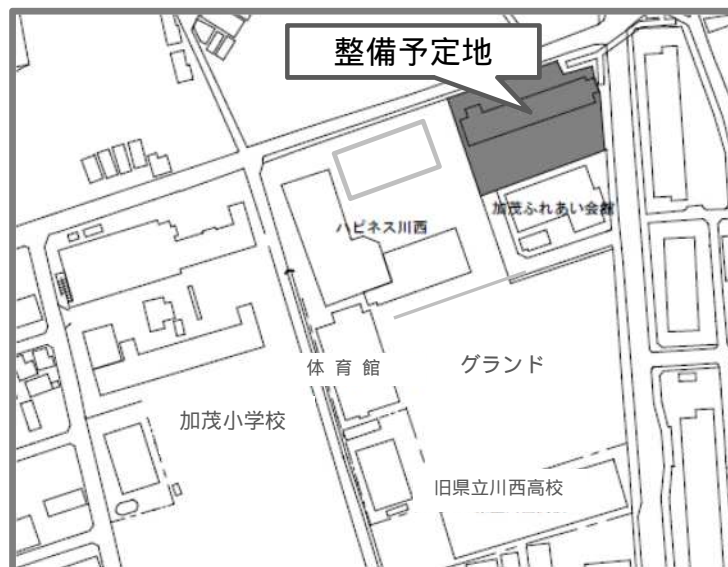 整備予定地
加茂ふれあい会館
ハピネス川西
体育館
グランド
加茂小学校
旧県立川西高校